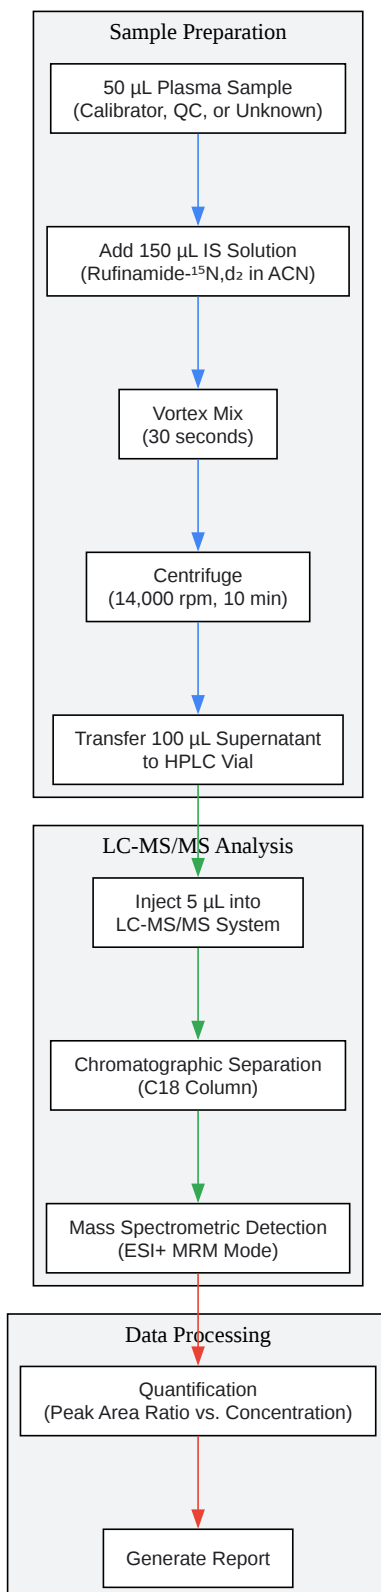 Sample Preparation
50 µL Plasma Sample
(Calibrator, QC, or Unknown)
Add 150 µL IS Solution
(Rufinamide-¹⁵N,d₂ in ACN)
Vortex Mix
(30 seconds)
Centrifuge
(14,000 rpm, 10 min)
Transfer 100 µL Supernatant
to HPLC Vial
LC-MS/MS Analysis
Inject 5 µL into
LC-MS/MS System
Chromatographic Separation
(C18 Column)
Mass Spectrometric Detection
(ESI+ MRM Mode)
Data Processing
Quantification
(Peak Area Ratio vs. Concentration)
Generate Report